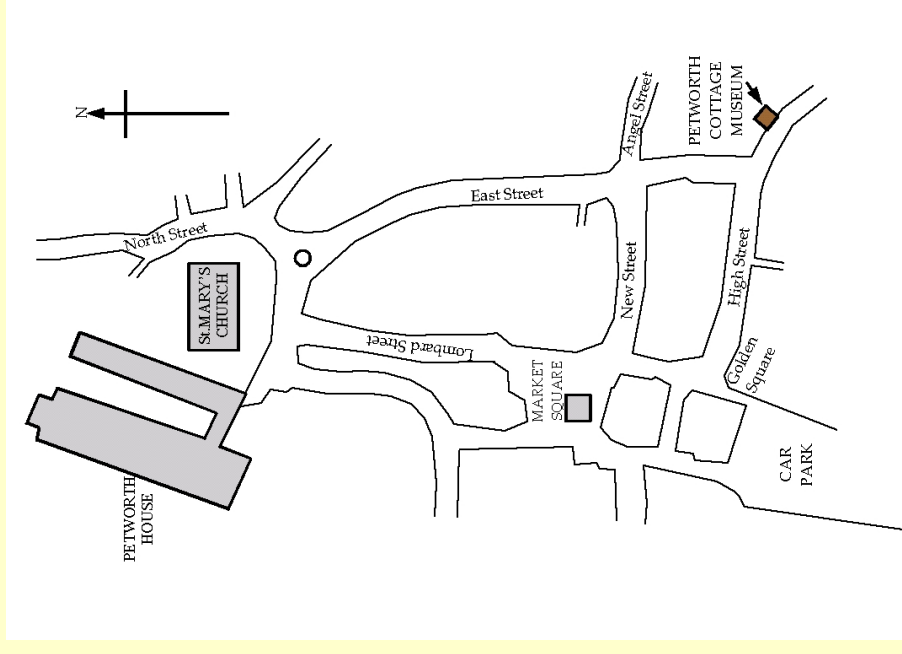 N
North Street
St.MARY'S
CHURCH
PETWORTH
HOUSE
Lombard Street
East Street
MARKET
SQUARE
New Street
Angel Street
PETWORTH
COTTAGE
MUSEUM
High Street
Golden
Square
CAR
PARK